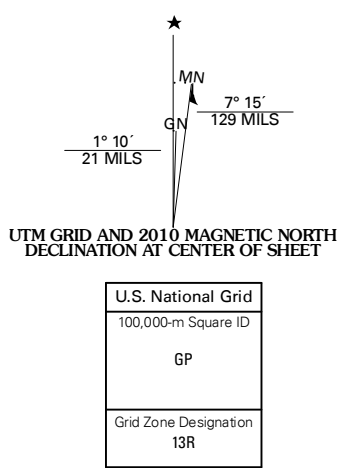 MN
7° 15´
129 MILS
GN
1° 10´
21 MILS
UTM GRID AND 2010 MAGNETIC NORTH
DECLINATION AT CENTER OF SHEET
U.S. National Grid
100,000-m Square ID
GP
Grid Zone Designation
13R